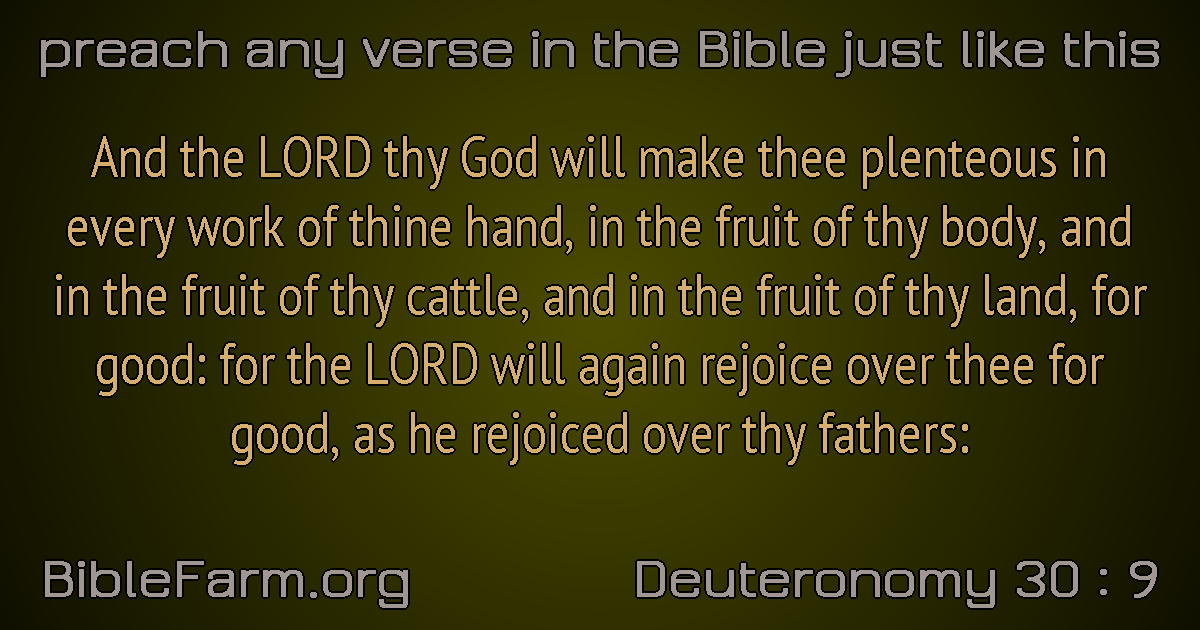 preach any verse in the Bible just like this
And the LORD thy God will make thee plenteous in
every work of thine hand, in the fruit of thy body, and
in the fruit of thy cattle, and in the fruit of thy land, for
good: for the LORD will again rejoice over thee for
good, as he rejoiced over thy fathers:
BibleFarm.org Deuteronomy 30 : 9